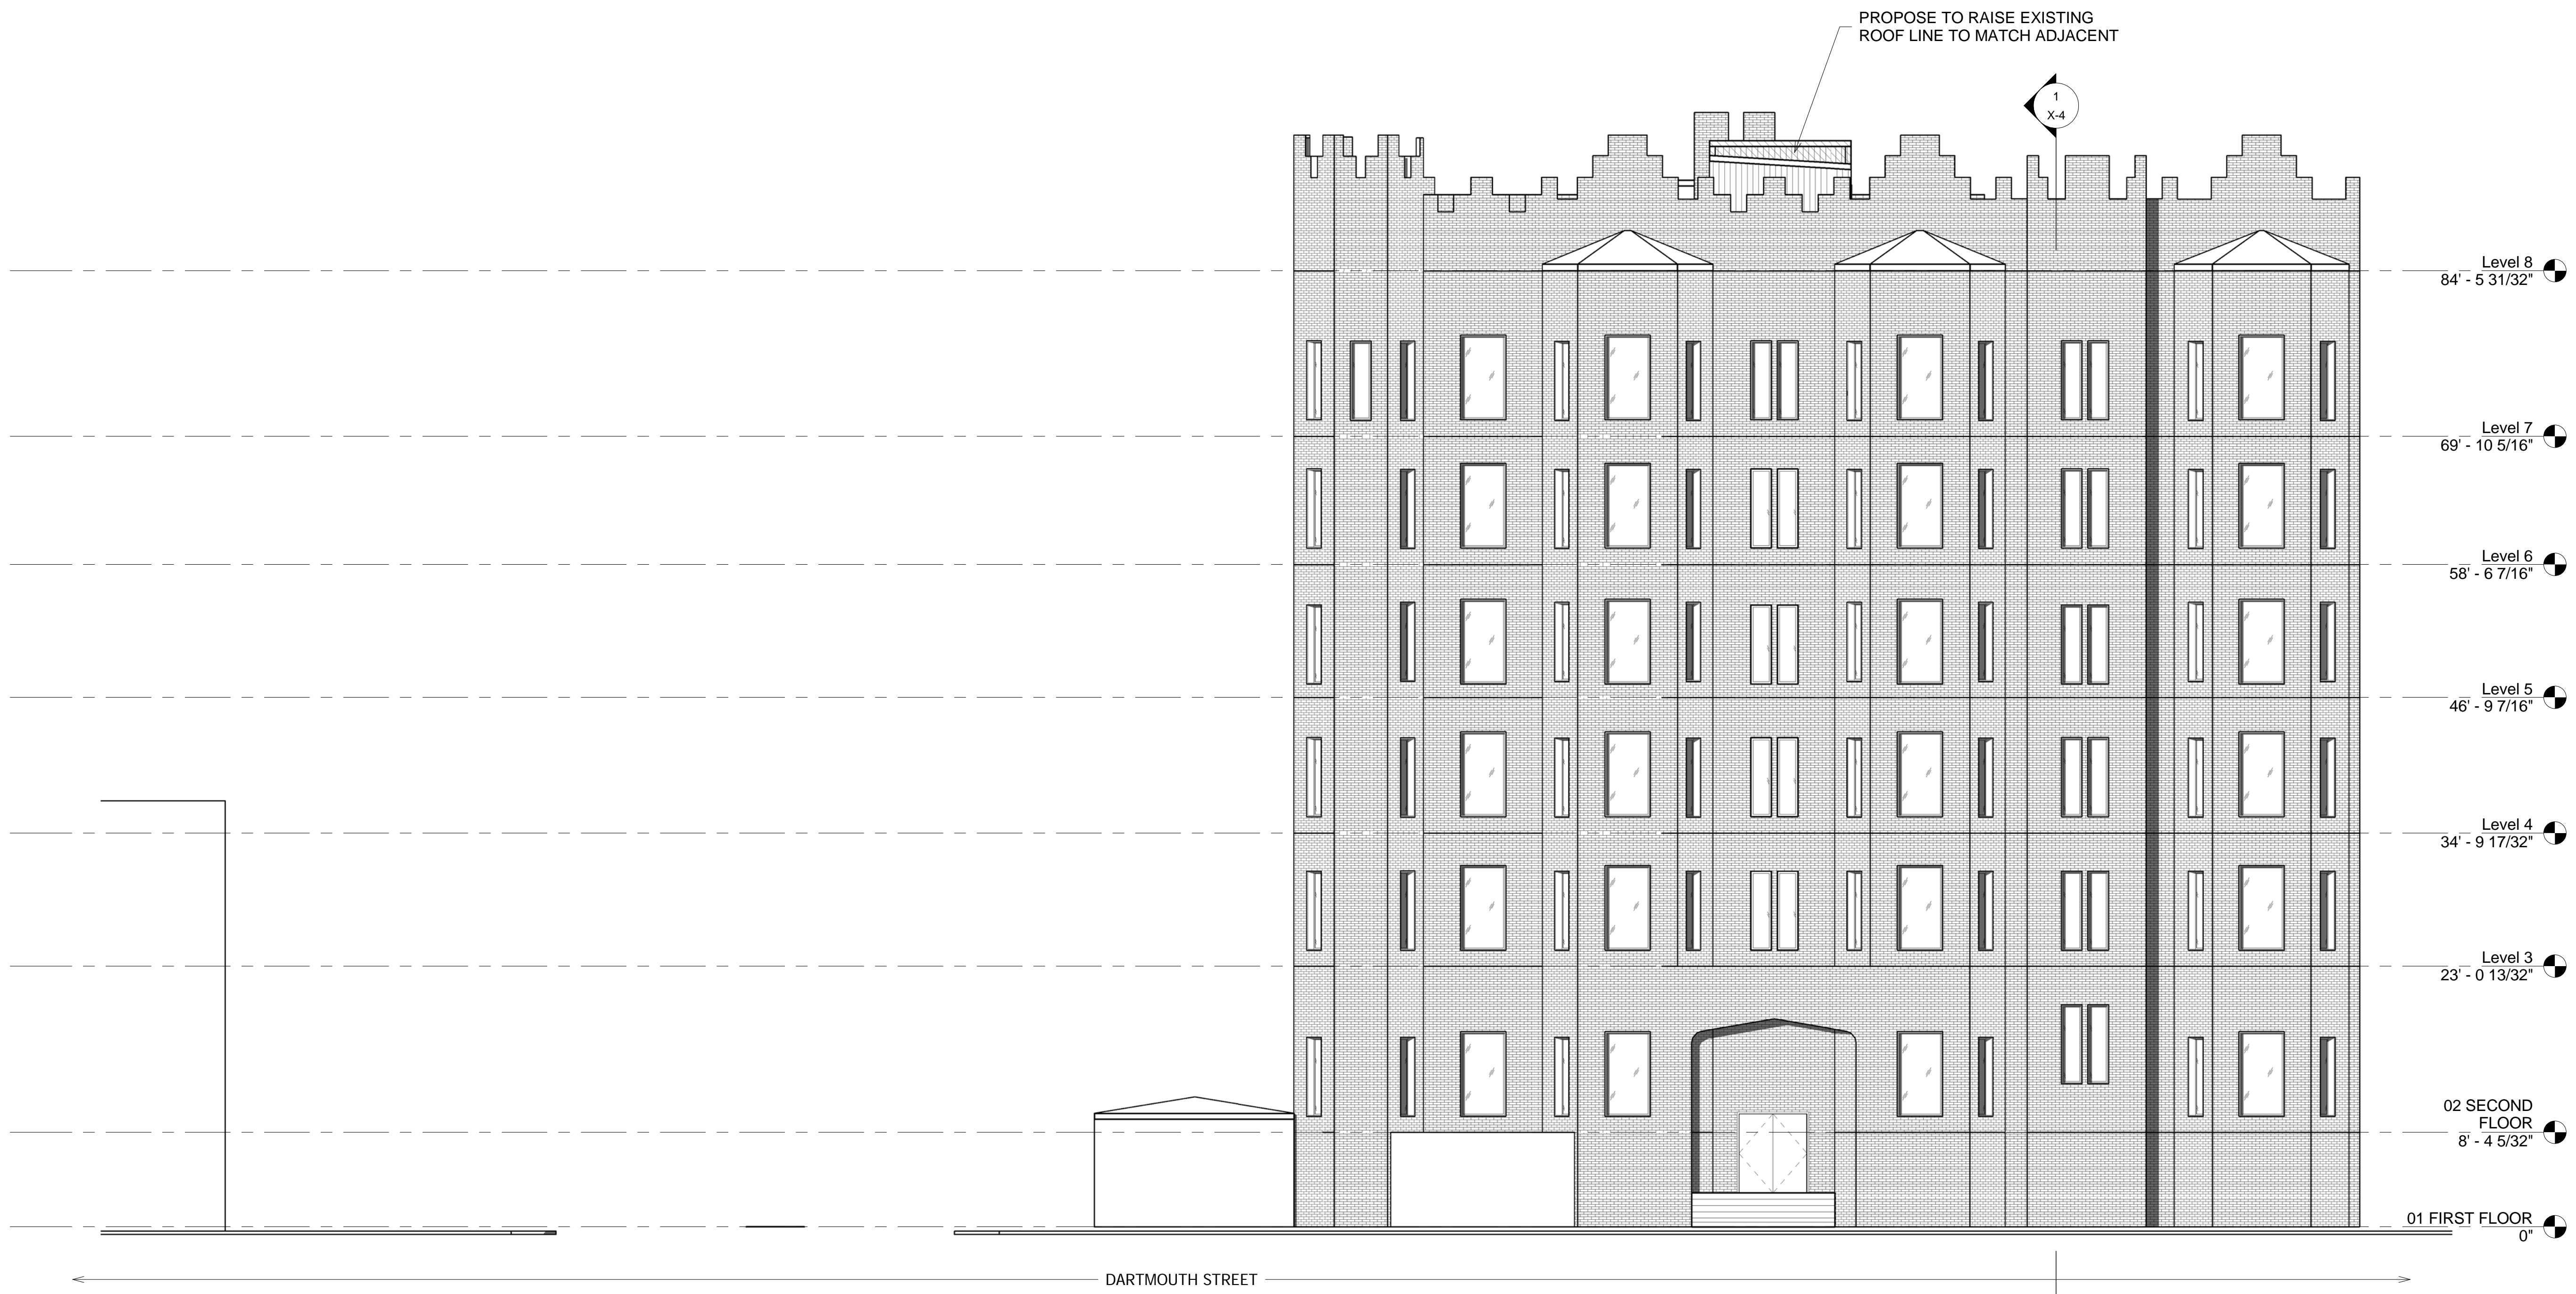 PROPOSE TO RAISE EXISTING
ROOF LINE TO MATCH ADJACENT
1
X-4
Level 8
84' - 5 31/32"
Level 7
69' - 10 5/16"
Level 6
58' - 6 7/16"
Level 5
46' - 9 7/16"
Level 4
34' - 9 17/32"
Level 3
23' - 0 13/32"
02 SECOND
FLOOR
8' - 4 5/32"
01 FIRST FLOOR
0"
DARTMOUTH STREET